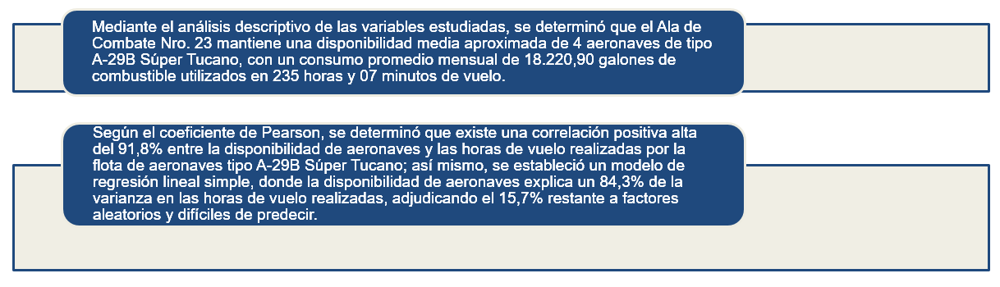 Mediante el análisis descriptivo de las variables estudiadas, se determinó que el Ala de
Combate Nro. 23 mantiene una disponibilidad media aproximada de 4 aeronaves de tipo
A-29B Súper Tucano, con un consumo promedio mensual de 18.220,90 galones de
combustible utilizados en 235 horas y 07 minutos de vuelo.
Según el coeficiente de Pearson, se determinó que existe una correlación positiva alta
del 91,8% entre la disponibilidad de aeronaves y las horas de vuelo realizadas por la
flota de aeronaves tipo A-29B Súper Tucano; así mismo, se estableció un modelo de
regresión lineal simple, donde la disponibilidad de aeronaves explica un 84,3% de la
varianza en las horas de vuelo realizadas, adjudicando el 15,7% restante a factores
aleatorios y difíciles de predecir.